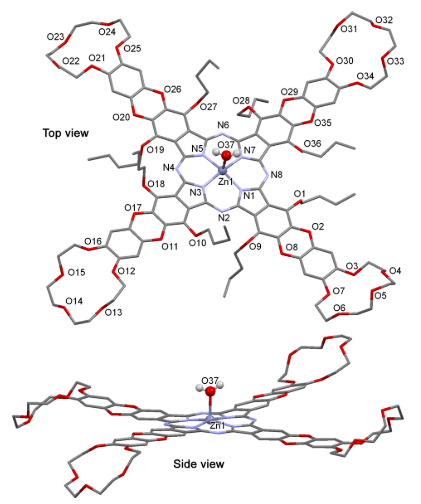 O31 O32
O24
O23 O25 O30 O33
O22 O21 O34
O26 O29
O27 O28
O20 O35
Top view
N6
O19 N5 O37 N7 O36
N4 N8
O18 Zn1
N3 N1 O1
O17 N2
O16 O11 O10 O9 O8 O2
O15 O12 O3 O4
O7 O5
O14 O13 O6
O37
Zn1
Side view